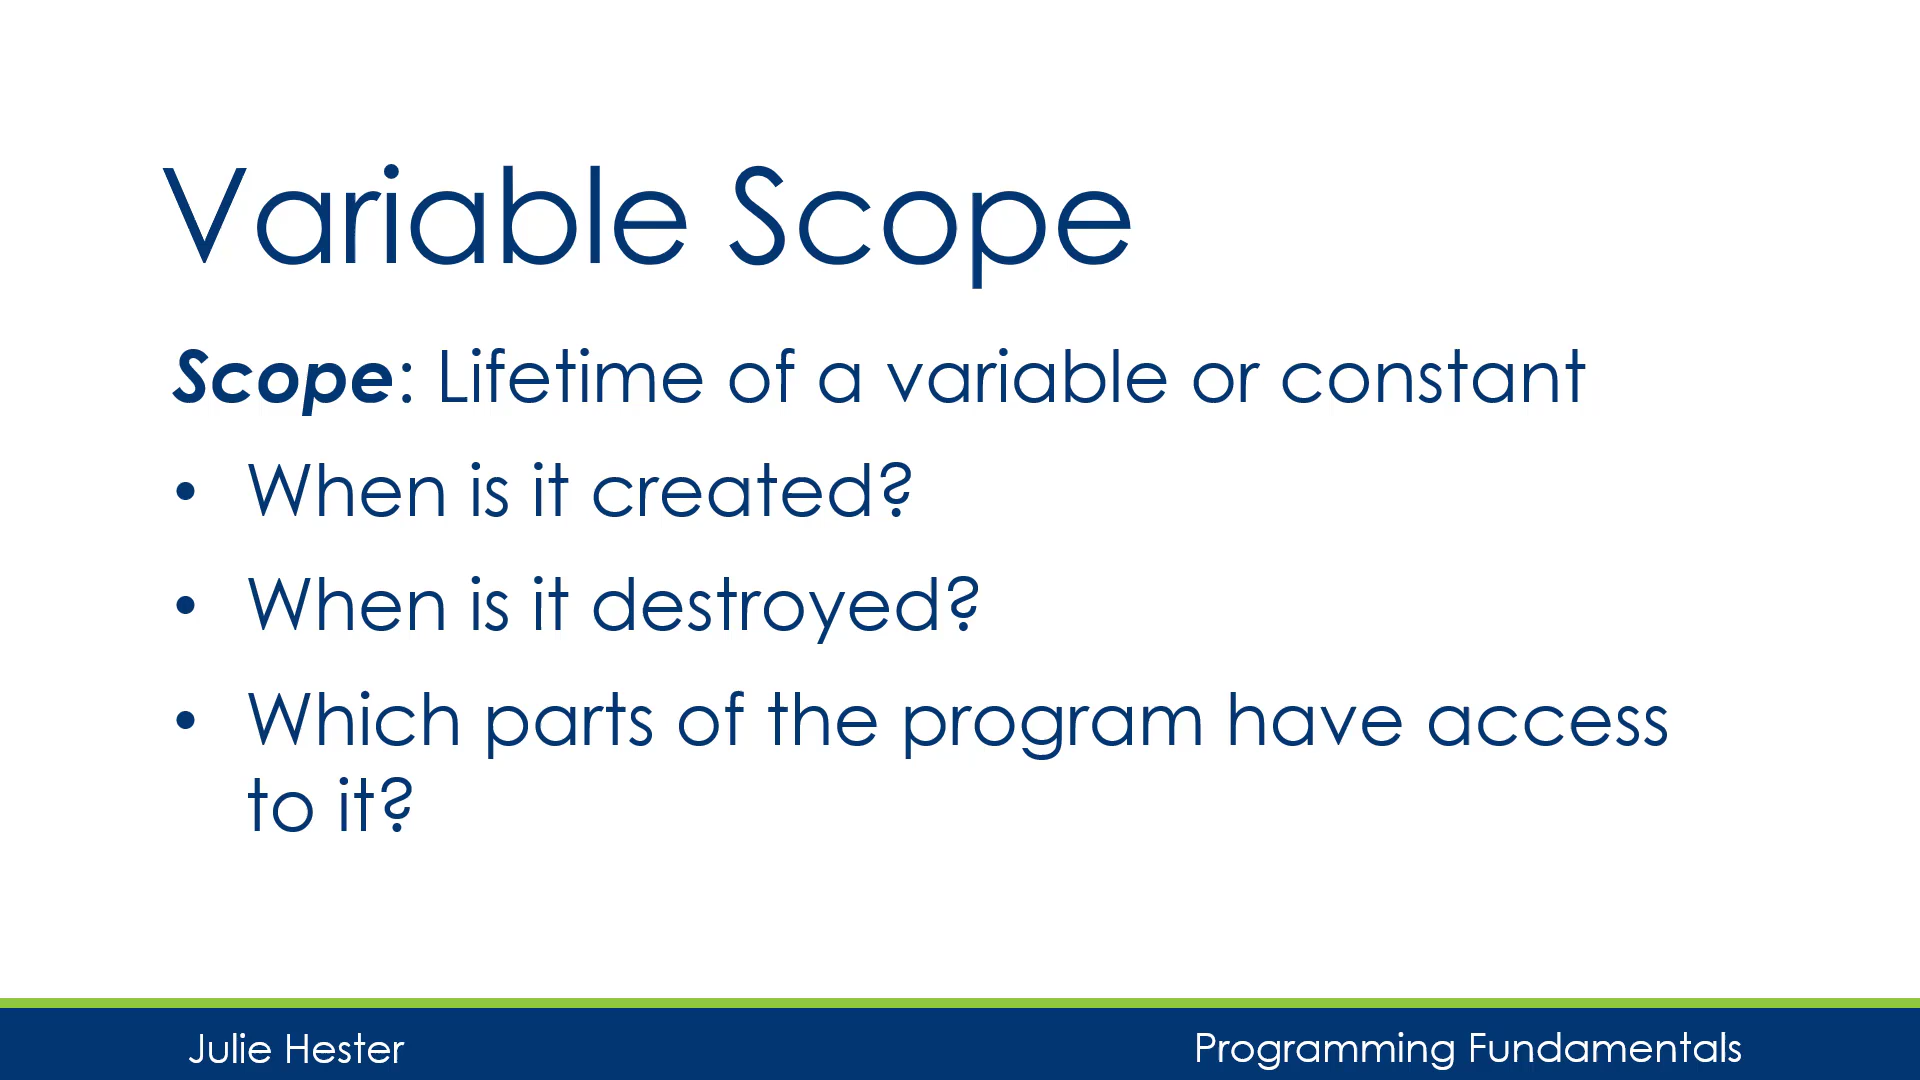 Variable Scope
Scope: Lifetime of a variable or constant
• When is it created?
• When is it destroyed?
• Which parts of the program have access
to it?
Julie Hester
Programming Fundamentals